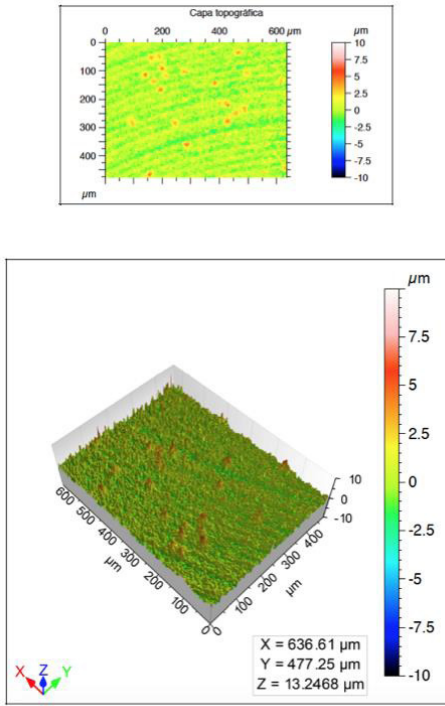 Capa topográfica
0 200 400 600 µm
0
100
200
300
400
µm
10
7.5
5
2.5
0
-2.5
-5
-7.5
-10
µm
7.5
5
2.5
0
-2.5
-5
-7.5
-10
10
0
-10
600 500 400 300 200 100 0
µm
0 100 200 300 400
µm
X = 636.61 µm
Y = 477.25 µm
Z = 13.2468 µm
X Z Y